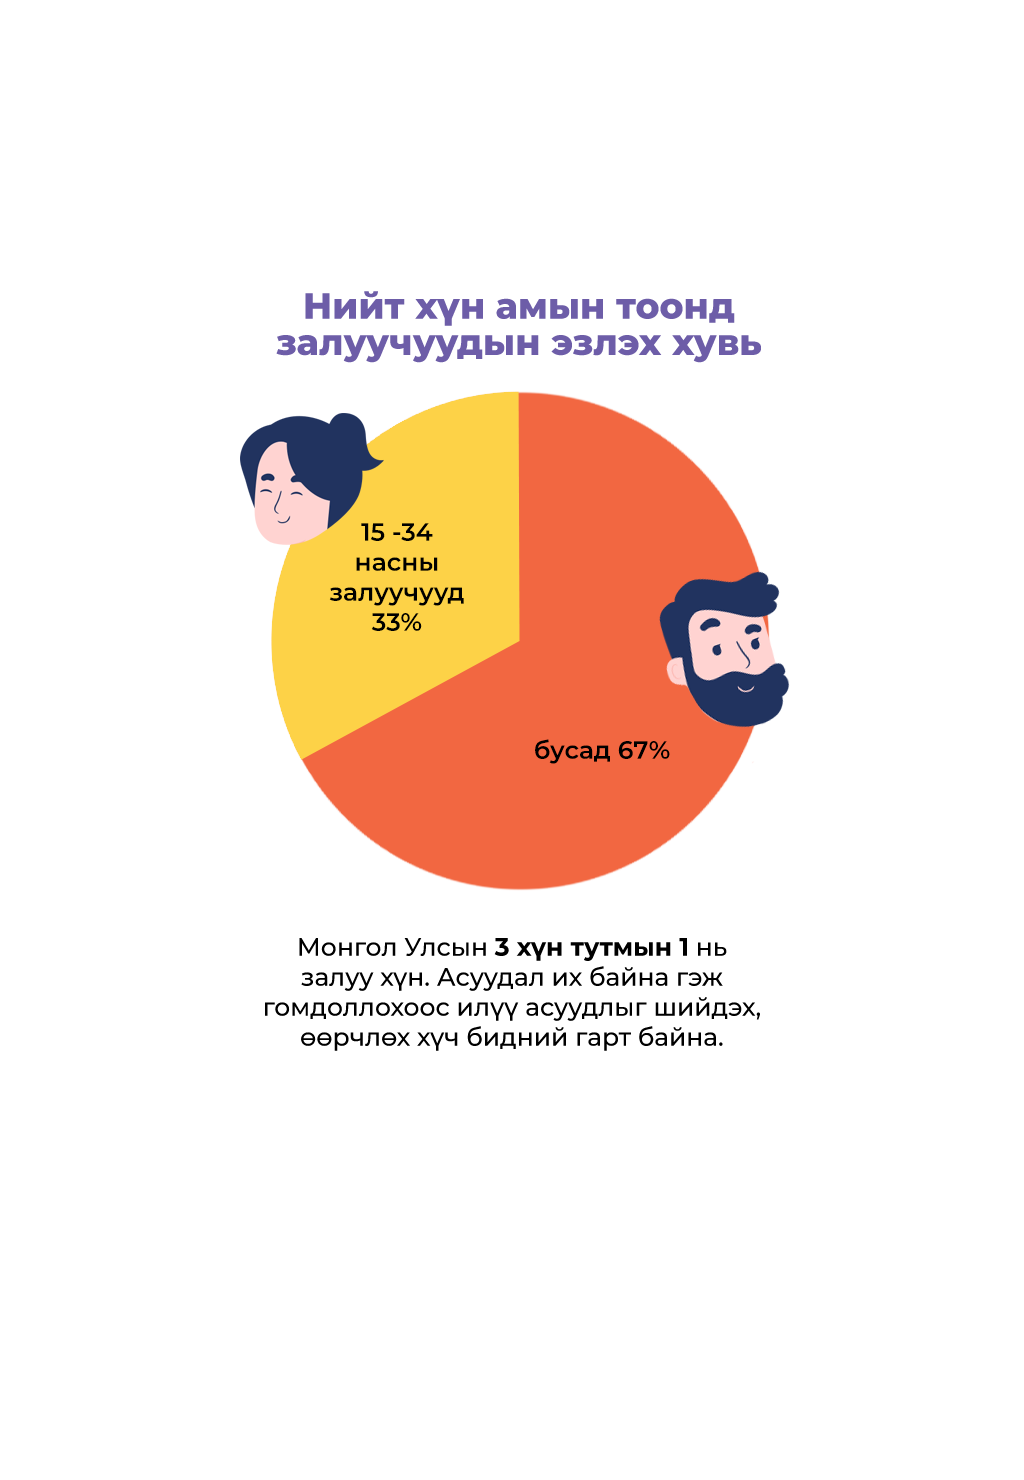 Нийт хүн амын тоонд
залуучуудын эзлэх хувь
15 -34
насны
залуучууд
33%
бусад 67%
Монгол Улсын 3 хүн тутмын 1 нь
залуу хүн. Асуудал их байна гэж
гомдоллохоос илүү асуудлыг шийдэх,
өөрчлөх хүч бидний гарт байна.